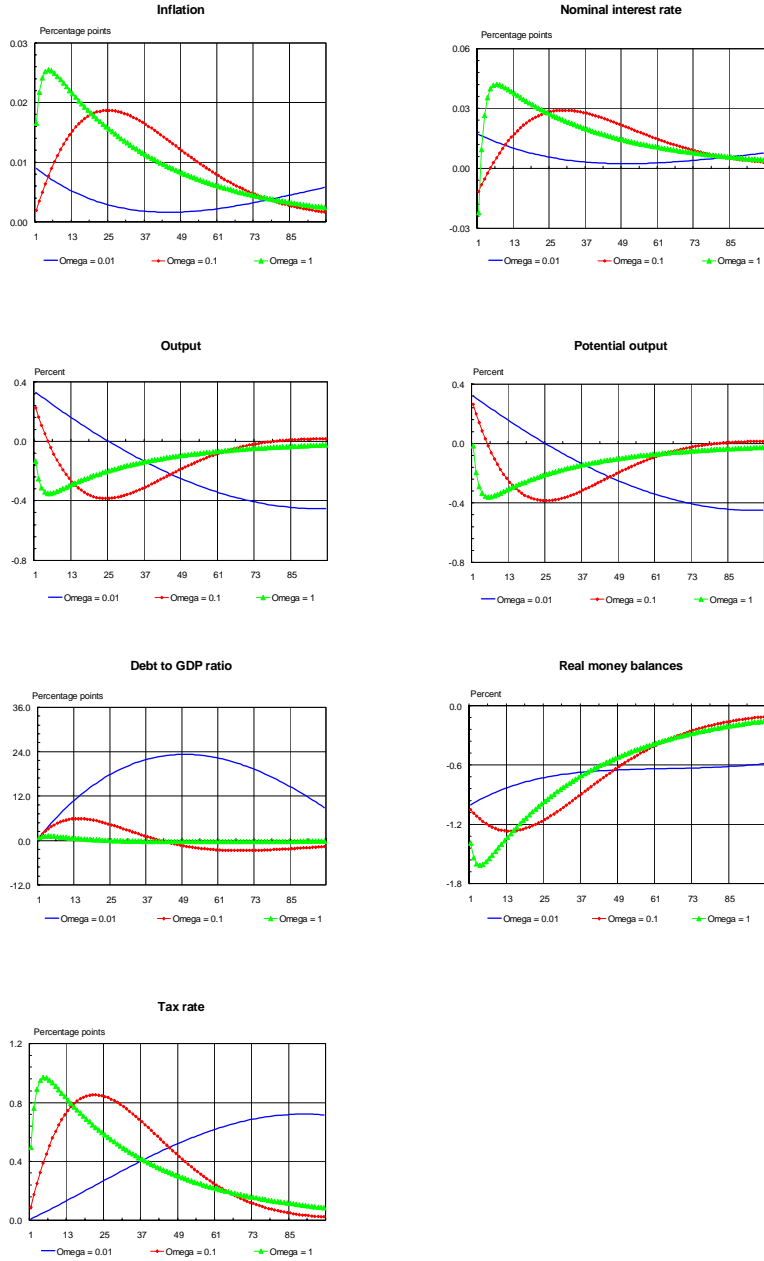 Inflation
Percentage points
0.03
0.02
0.01
0.00
1 13 25 37 49 61 73 85
Omega = 0.01 Omega = 0.1 Omega = 1
Nominal interest rate
Percentage points
0.06
0.03
0.00
-0.03
1 13 25 37 49 61 73 85
Omega = 0.01 Omega = 0.1 Omega = 1
Output
Percent
0.4
0.0
-0.4
-0.8
1 13 25 37 49 61 73 85
Omega = 0.01 Omega = 0.1 Omega = 1
Potential output
Percent
0.4
0.0
-0.4
-0.8
1 13 25 37 49 61 73 85
Omega = 0.01 Omega = 0.1 Omega = 1
Debt to GDP ratio
Percentage points
36.0
24.0
12.0
0.0
-12.0
1 13 25 37 49 61 73 85
Omega = 0.01 Omega = 0.1 Omega = 1
Real money balances
Percent
0.0
-0.6
-1.2
-1.8
1 13 25 37 49 61 73 85
Omega = 0.01 Omega = 0.1 Omega = 1
Tax rate
Percentage points
1.2
0.8
0.4
0.0
1 13 25 37 49 61 73 85
Omega = 0.01 Omega = 0.1 Omega = 1